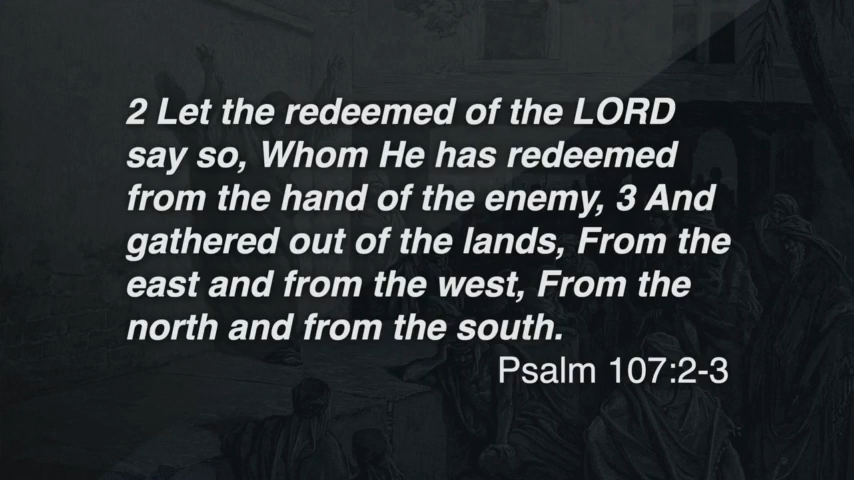 2 Let the redeemed of the LORD
say so, Whom He has redeemed
from the hand of the enemy, 3 And
gathered out of the lands, From the
east and from the west, From the
north and from the south.
Psalm 107:2-3